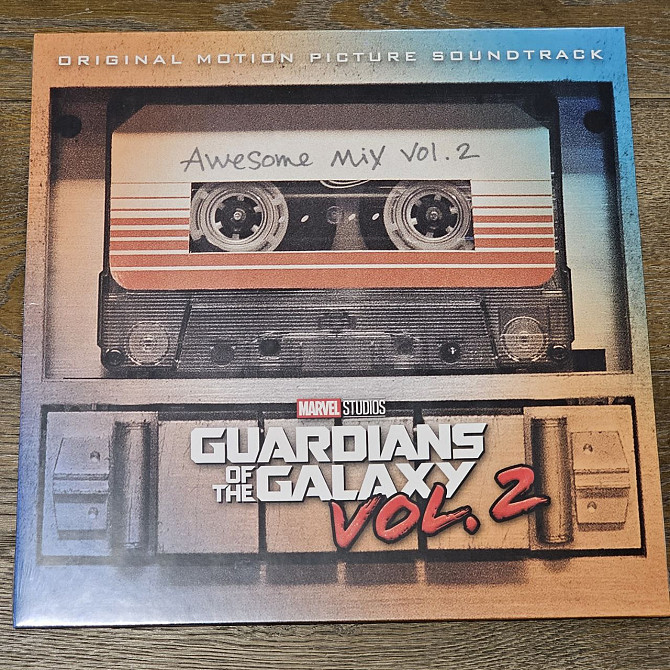 ORIGINAL MOTION PICTURE SOUNDTRACK
Awesome Mix Vol. 2
MARVEL STUDIOS
GUARDIANS
OF THE GALAXY
VOL. 2